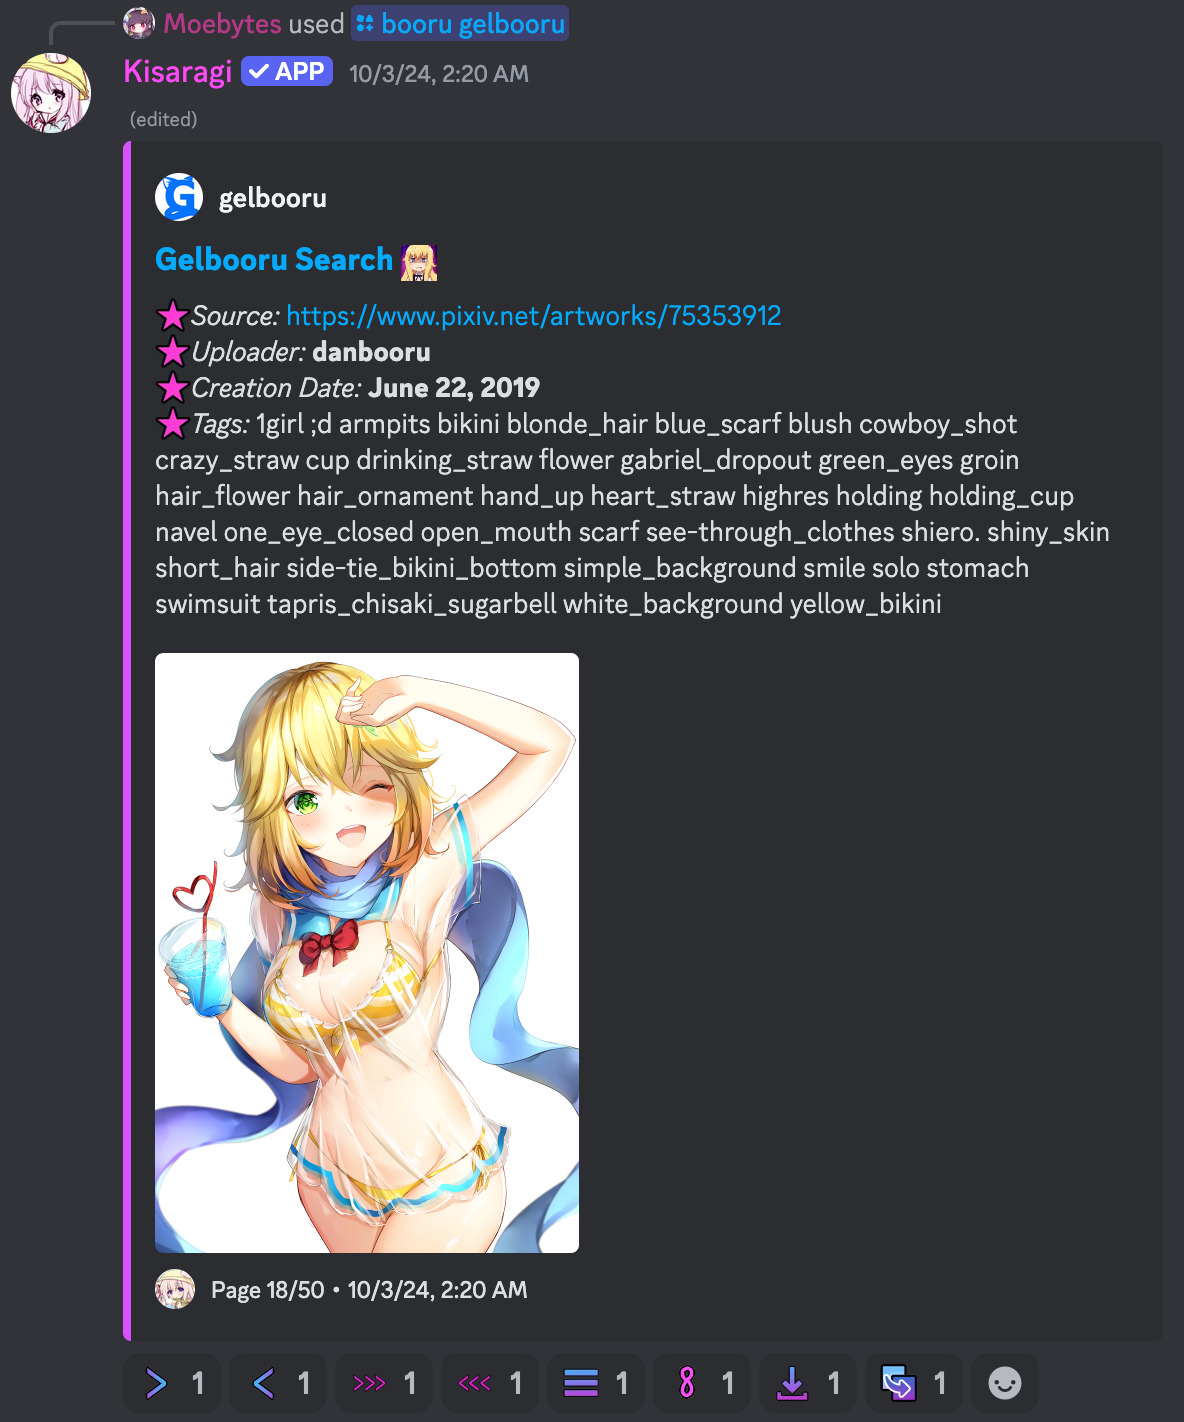 Moebytes used booru gelbooru
Kisaragi APP 10/3/24, 2:20 AM
(edited)
gelbooru
Gelbooru Search
Source: https://www.pixiv.net/artworks/75353912
Uploader: danbooru
Creation Date: June 22, 2019
Tags: 1girl ;d armpits bikini blonde_hair blue_scarf blush cowboy_shot
crazy_straw cup drinking_straw flower gabriel_dropout green_eyes groin
hair_flower hair_ornament hand_up heart_straw highres holding holding_cup
navel one_eye_closed open_mouth scarf see-through_clothes shiero. shiny_skin
short_hair side-tie_bikini_bottom simple_background smile solo stomach
swimsuit tapris_chisaki_sugarbell white_background yellow_bikini
Page 18/50 • 10/3/24, 2:20 AM
1 1 1 1 1 1 1 1